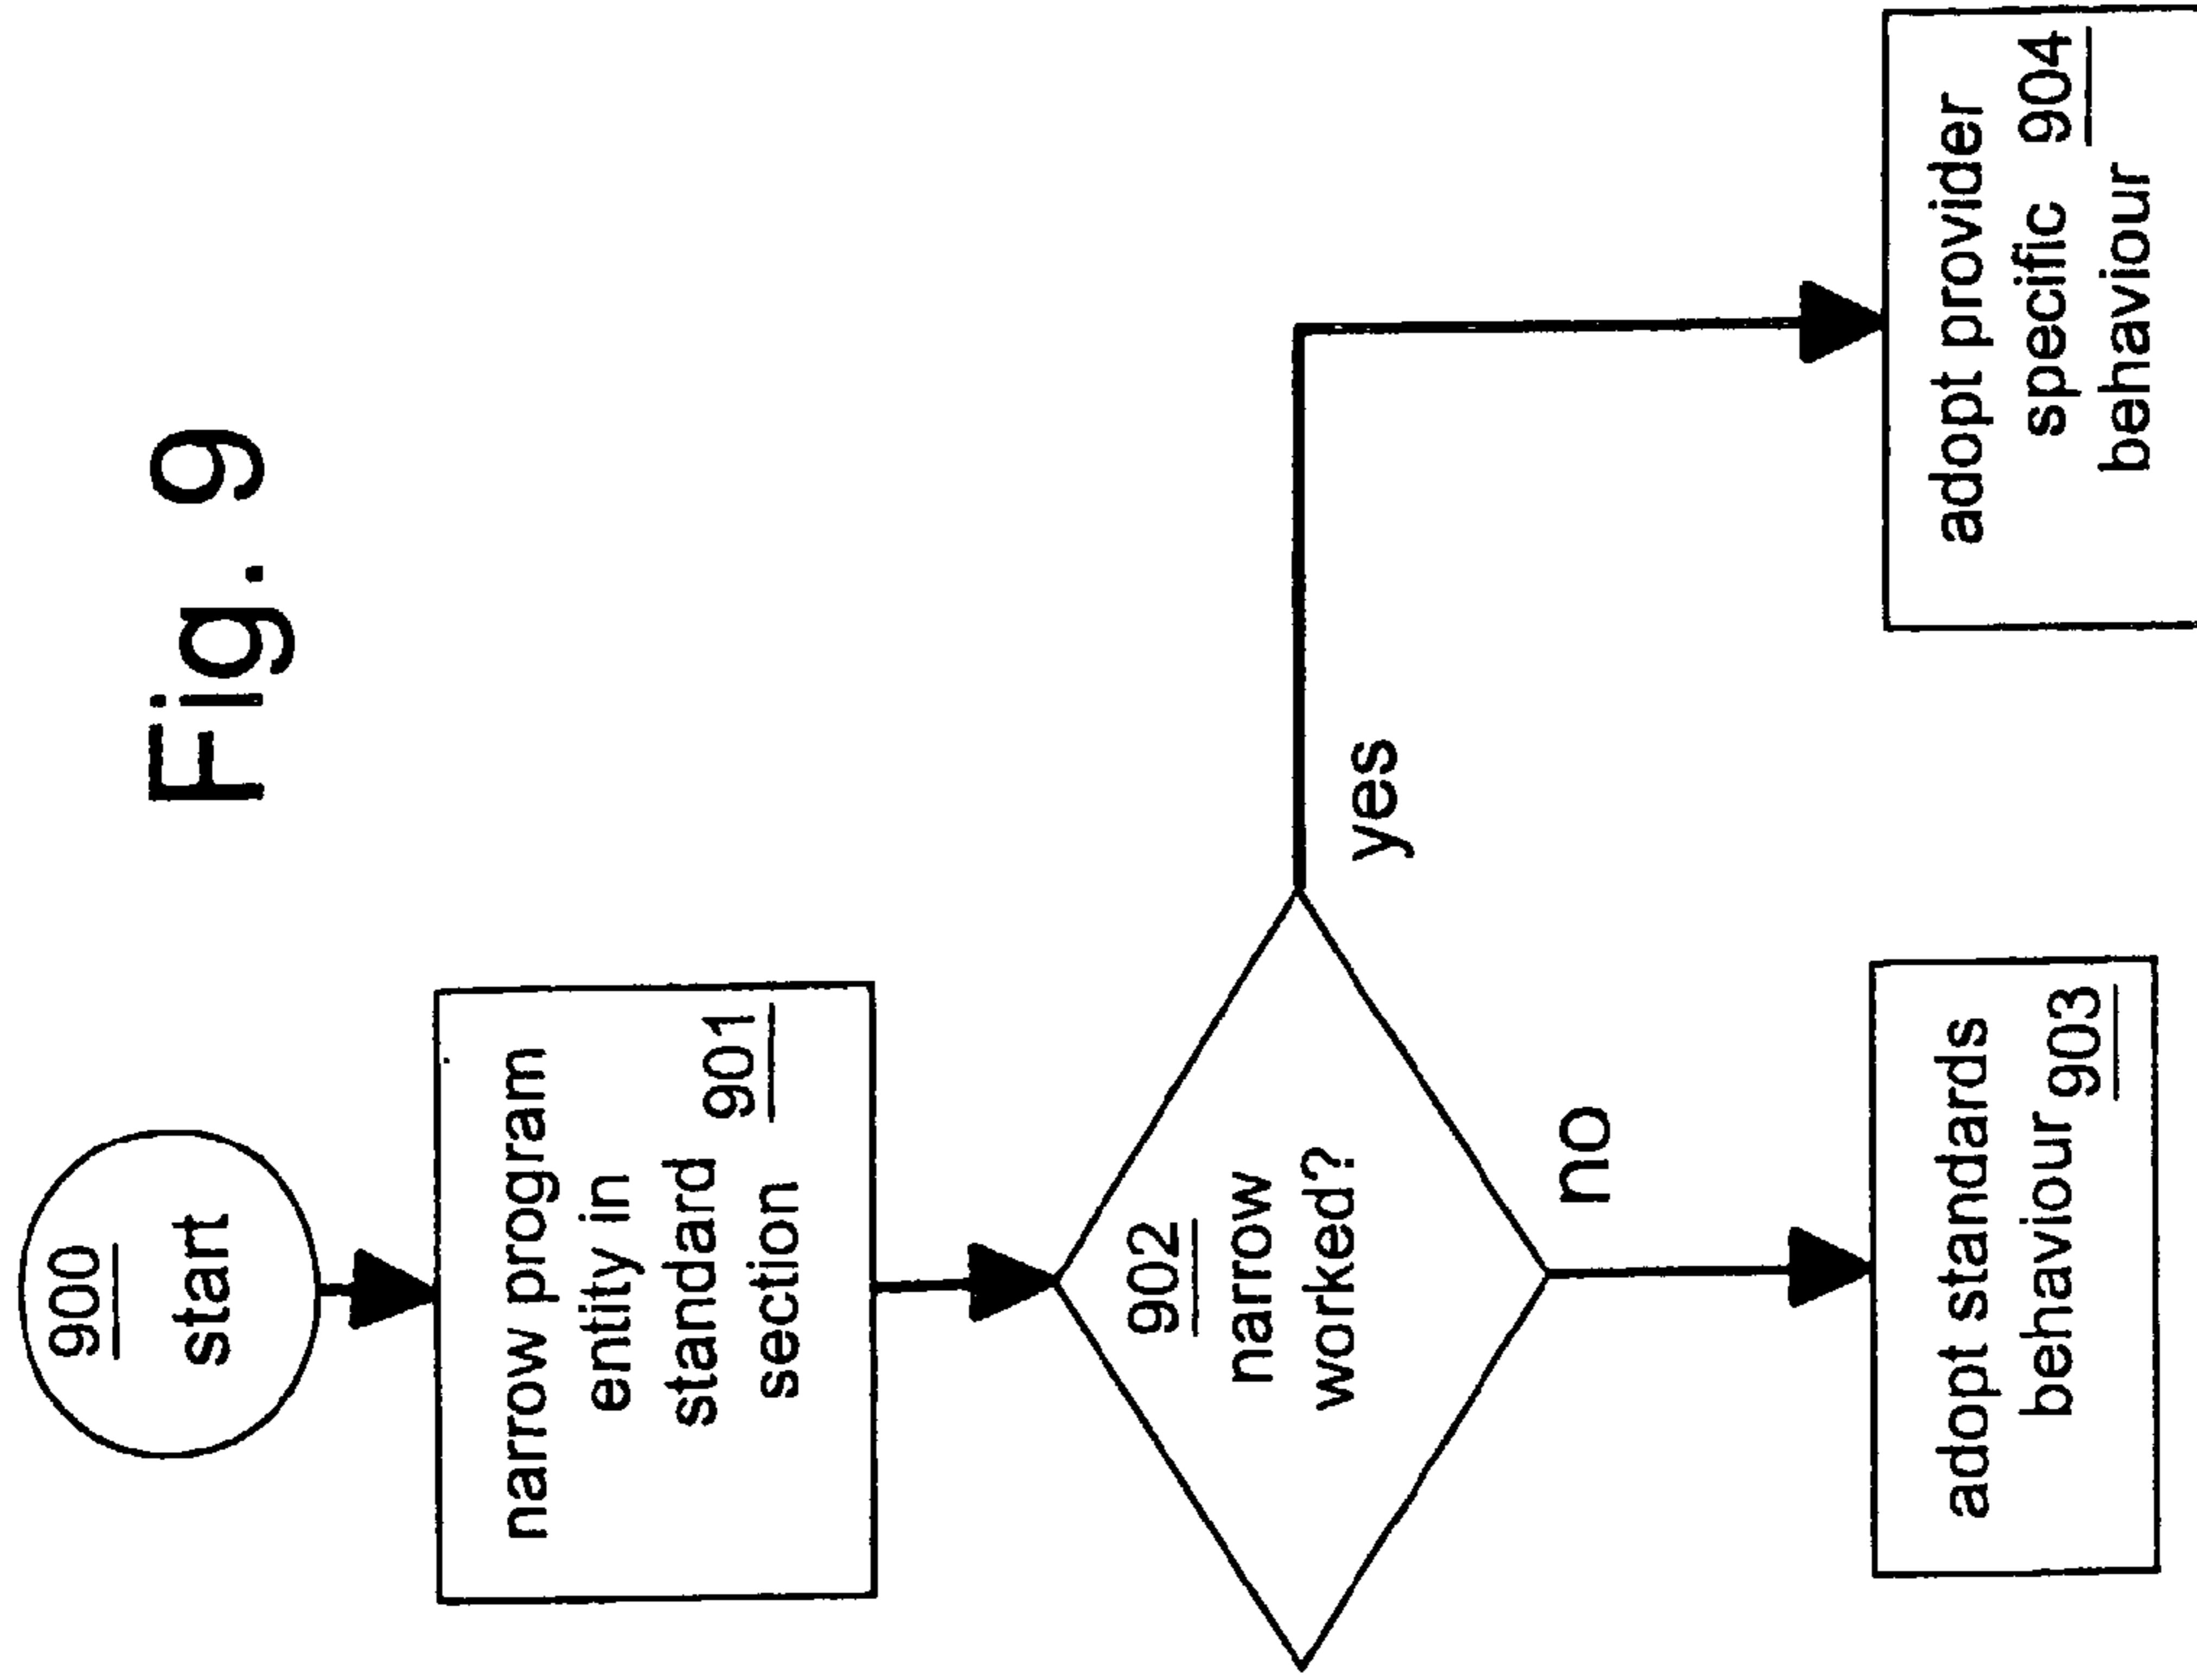 Fig. 9
900
start
narrow program
entity in
standard 901
section
902
narrow
worked?
yes
no
adopt standards
behaviour 903
adopt provider
specific 904
behaviour